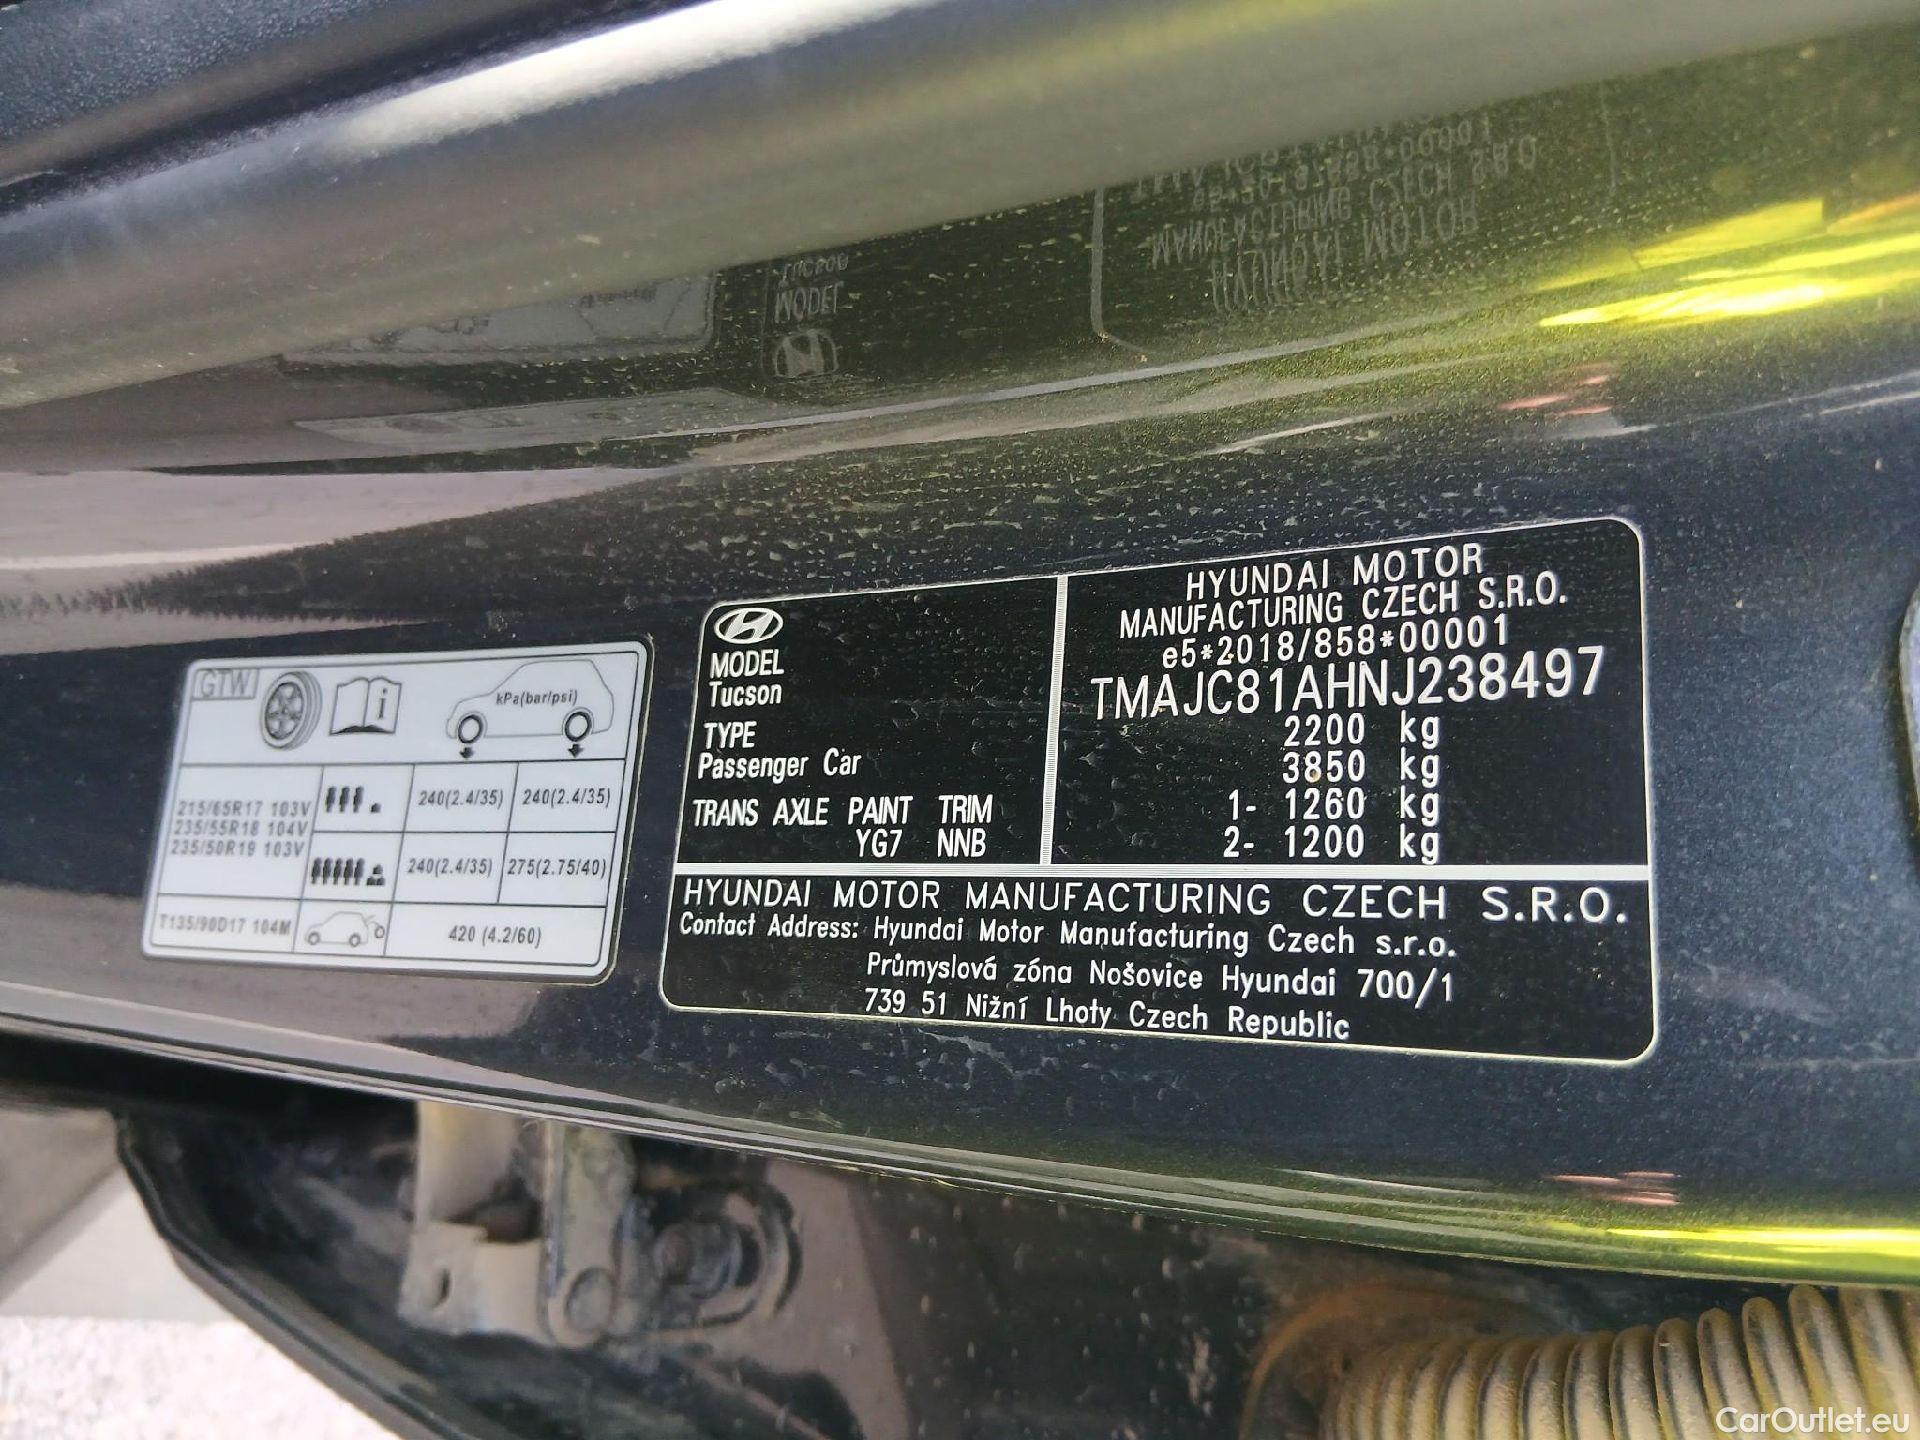 GTW
kPa(bar/psi)
215/65R17 103V
235/55R18 104V
235/50R19 103V
240(2.4/35) 240(2.4/35)
240(2.4/35) 275(2.75/40)
T135/90D17 104M
420 (4.2/60)
MODEL
Tucson
TYPE
Passenger Car
TRANS AXLE PAINT TRIM
YG7 NNB
HYUNDAI MOTOR
MANUFACTURING CZECH S.R.O.
e5*2018/858*00001
TMAJC81AHNJ238497
2200 kg
3850 kg
1- 1260 kg
2- 1200 kg
HYUNDAI MOTOR MANUFACTURING CZECH S.R.O.
Contact Address: Hyundai Motor Manufacturing Czech s.r.o.
Průmyslová zóna Nošovice Hyundai 700/1
739 51 Nižní Lhoty Czech Republic
CarOutlet.eu